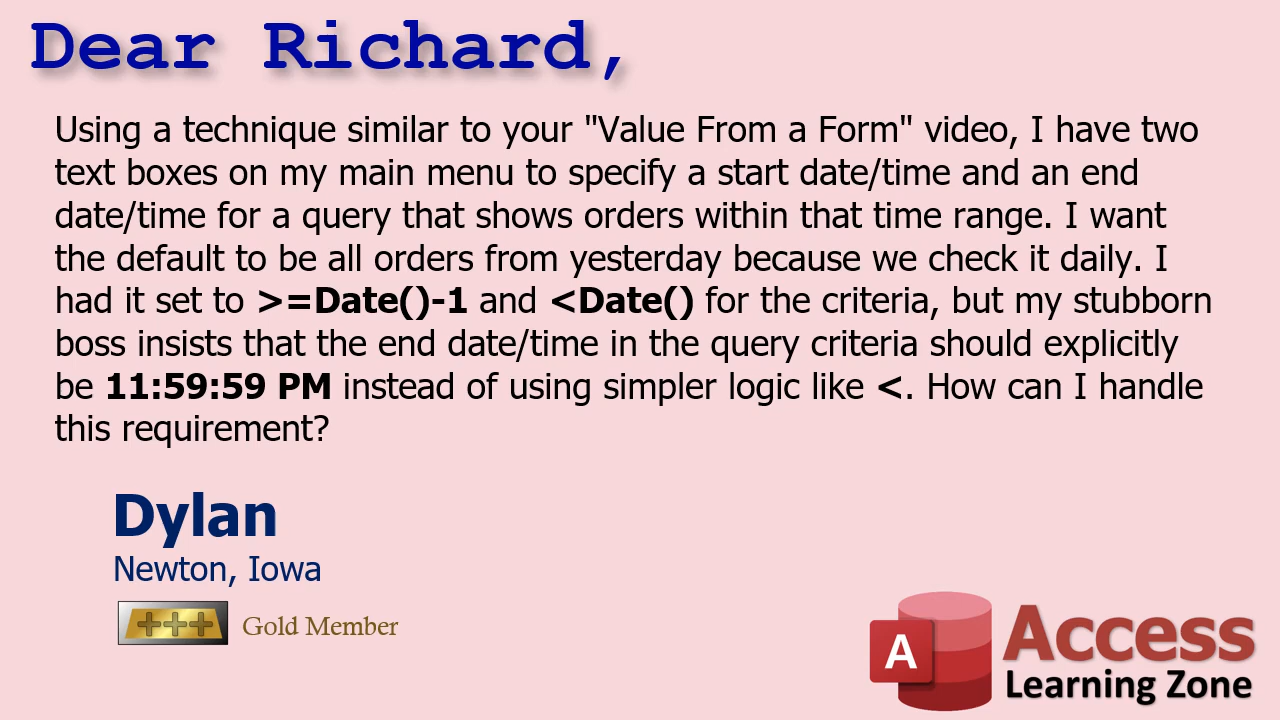 Dear Richard,
Using a technique similar to your "Value From a Form" video, I have two
text boxes on my main menu to specify a start date/time and an end
date/time for a query that shows orders within that time range. I want
the default to be all orders from yesterday because we check it daily. I
had it set to >=Date()-1 and <Date() for the criteria, but my stubborn
boss insists that the end date/time in the query criteria should explicitly
be 11:59:59 PM instead of using simpler logic like <. How can I handle
this requirement?
Dylan
Newton, Iowa
+++ Gold Member
A Access
Learning Zone